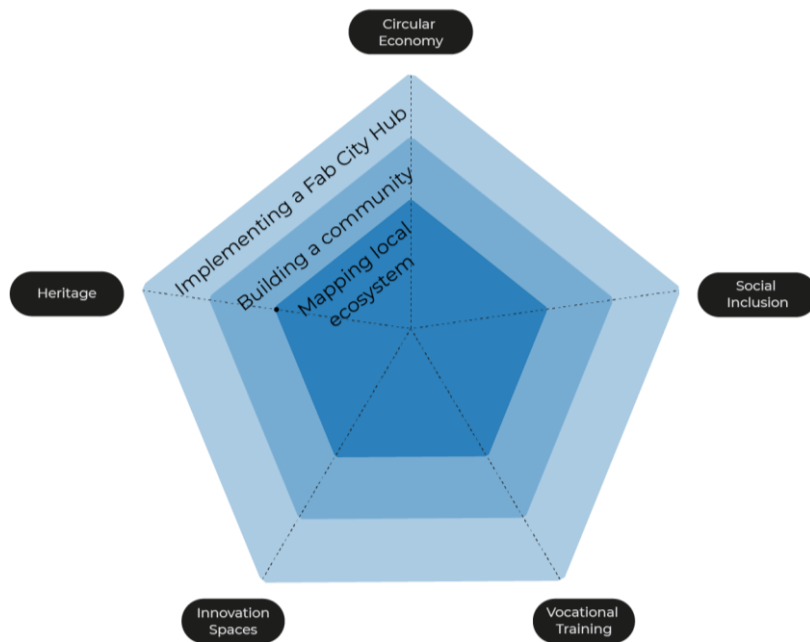 Circular
Economy
Implementing a Fab City Hub
Building a community
Mapping local
ecosystem
Heritage
Social
Inclusion
Innovation
Spaces
Vocational
Training